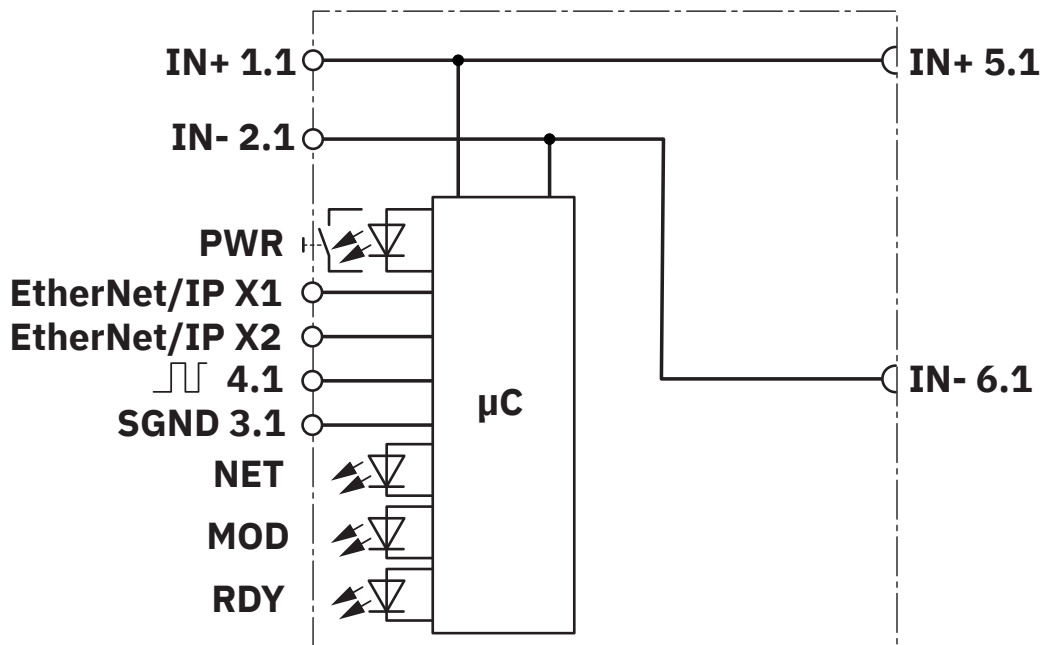 IN+ 1.1
IN+ 5.1
IN- 2.1
PWR
EtherNet/IP X1
EtherNet/IP X2
4.1
IN- 6.1
µC
SGND 3.1
NET
MOD
RDY